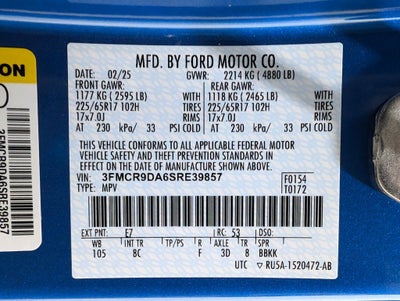 MFD. BY FORD MOTOR CO.
DATE: 02/25 GVWR: 2214 KG ( 4880 LB)
FRONT GAWR: REAR GAWR:
1177 KG ( 2595 LB) WITH 1118 KG ( 2465 LB) WITH
225/65R17 102H TIRES 225/65R17 102H TIRES
17x7.0J RIMS 17x7.0J RIMS
AT 230 kPa/ 33 PSI COLD AT 230 kPa/ 33 PSI COLD
THIS VEHICLE CONFORMS TO ALL APPLICABLE FEDERAL MOTOR
VEHICLE SAFETY AND THEFT PREVENTION STANDARDS IN EFFECT
ON THE DATE OF MANUFACTURE SHOWN ABOVE.
VIN: 3FMCR9DA6SRE39857 F0154
TYPE: MPV T0172
EXT PNT: E7 RC: 53 DSO:
WB INT TR TP/PS R AXLE TR SPR
105 8C F 3D 8 BBKK
UTC ▽ RU5A-1520472-AB
ON
3FMCR9DA6SRE39857